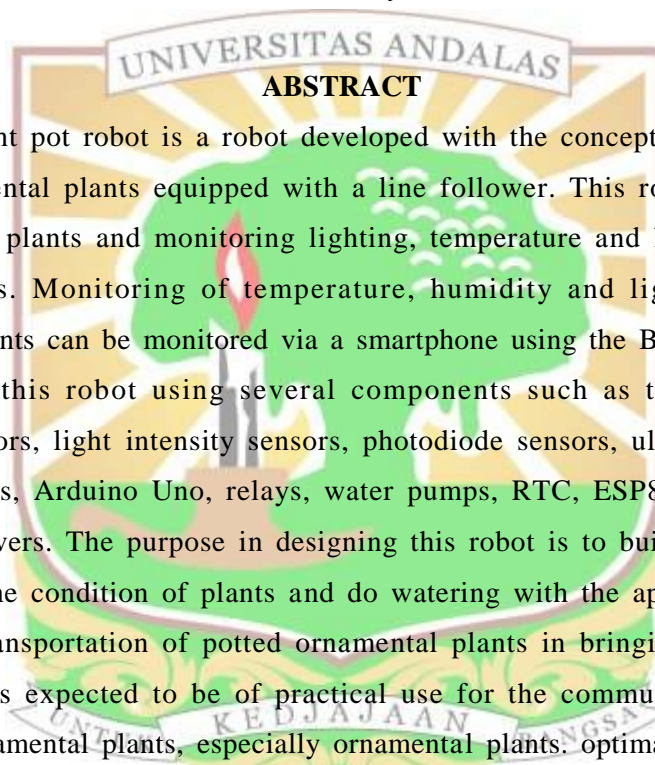 UNIVERSITAS ANDALAS
ABSTRACT
nt pot robot is a robot developed with the concept
ental plants equipped with a line follower. This ro
plants and monitoring lighting, temperature and
s. Monitoring of temperature, humidity and lig
nts can be monitored via a smartphone using the B
this robot using several components such as t
ors, light intensity sensors, photodiode sensors, ul
s, Arduino Uno, relays, water pumps, RTC, ESP8
vers. The purpose in designing this robot is to bui
he condition of plants and do watering with the ap
ansportation of potted ornamental plants in bringi
s expected to be of practical use for the commu
UNTUK KEDJAJAAN BANGSA
amental plants, especially ornamental plants. optima